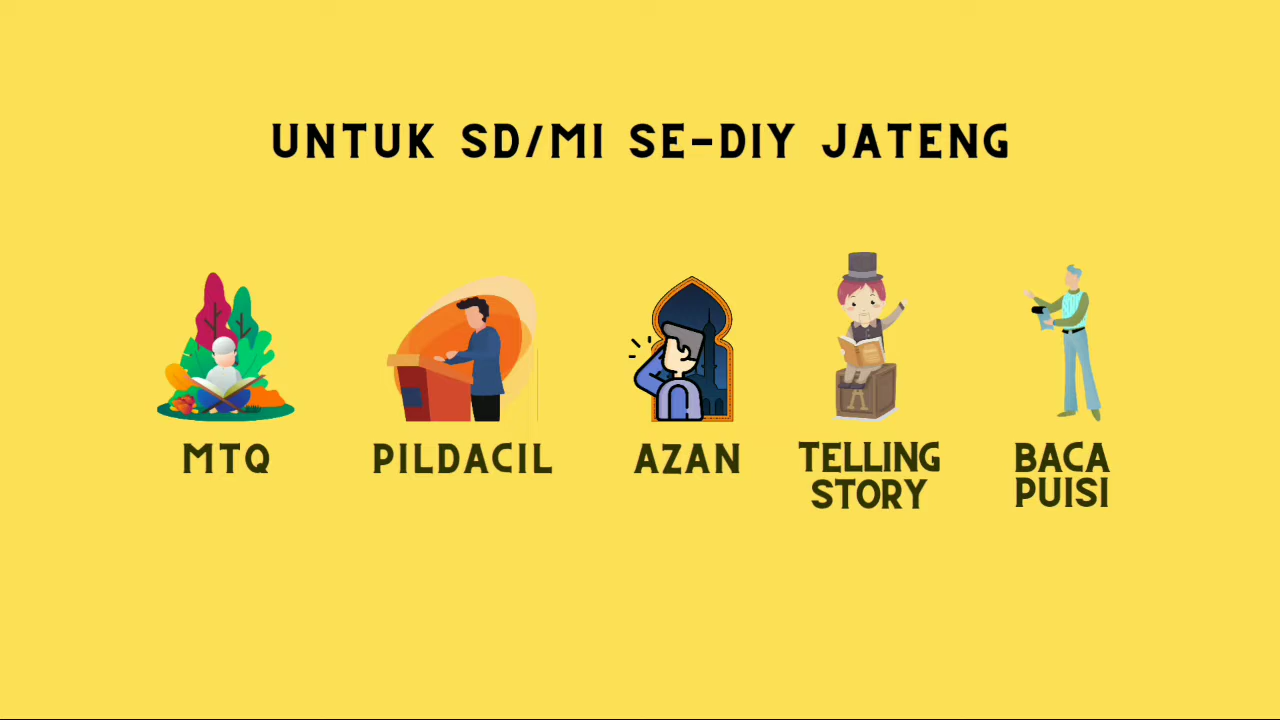 UNTUK SD/MI SE-DIY JATENG
MTQ
PILDACIL
AZAN
TELLING
STORY
BACA
PUISI